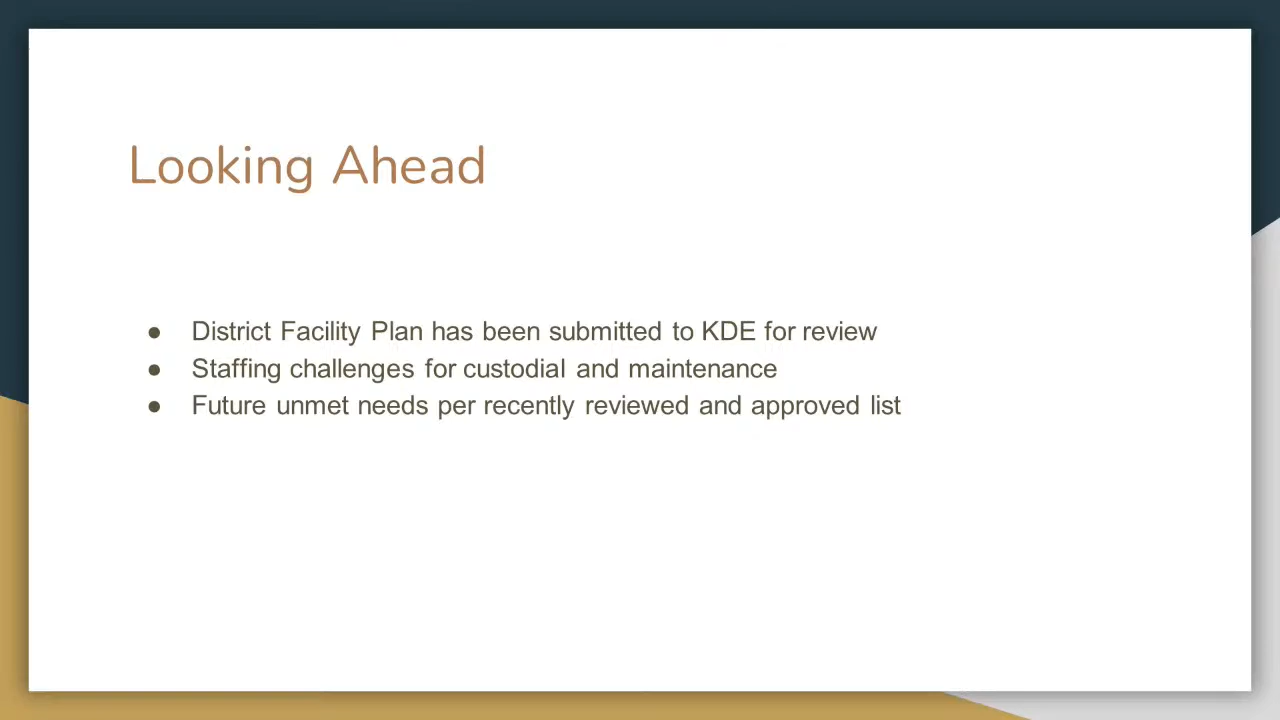 Looking Ahead
● District Facility Plan has been submitted to KDE for review
● Staffing challenges for custodial and maintenance
● Future unmet needs per recently reviewed and approved list